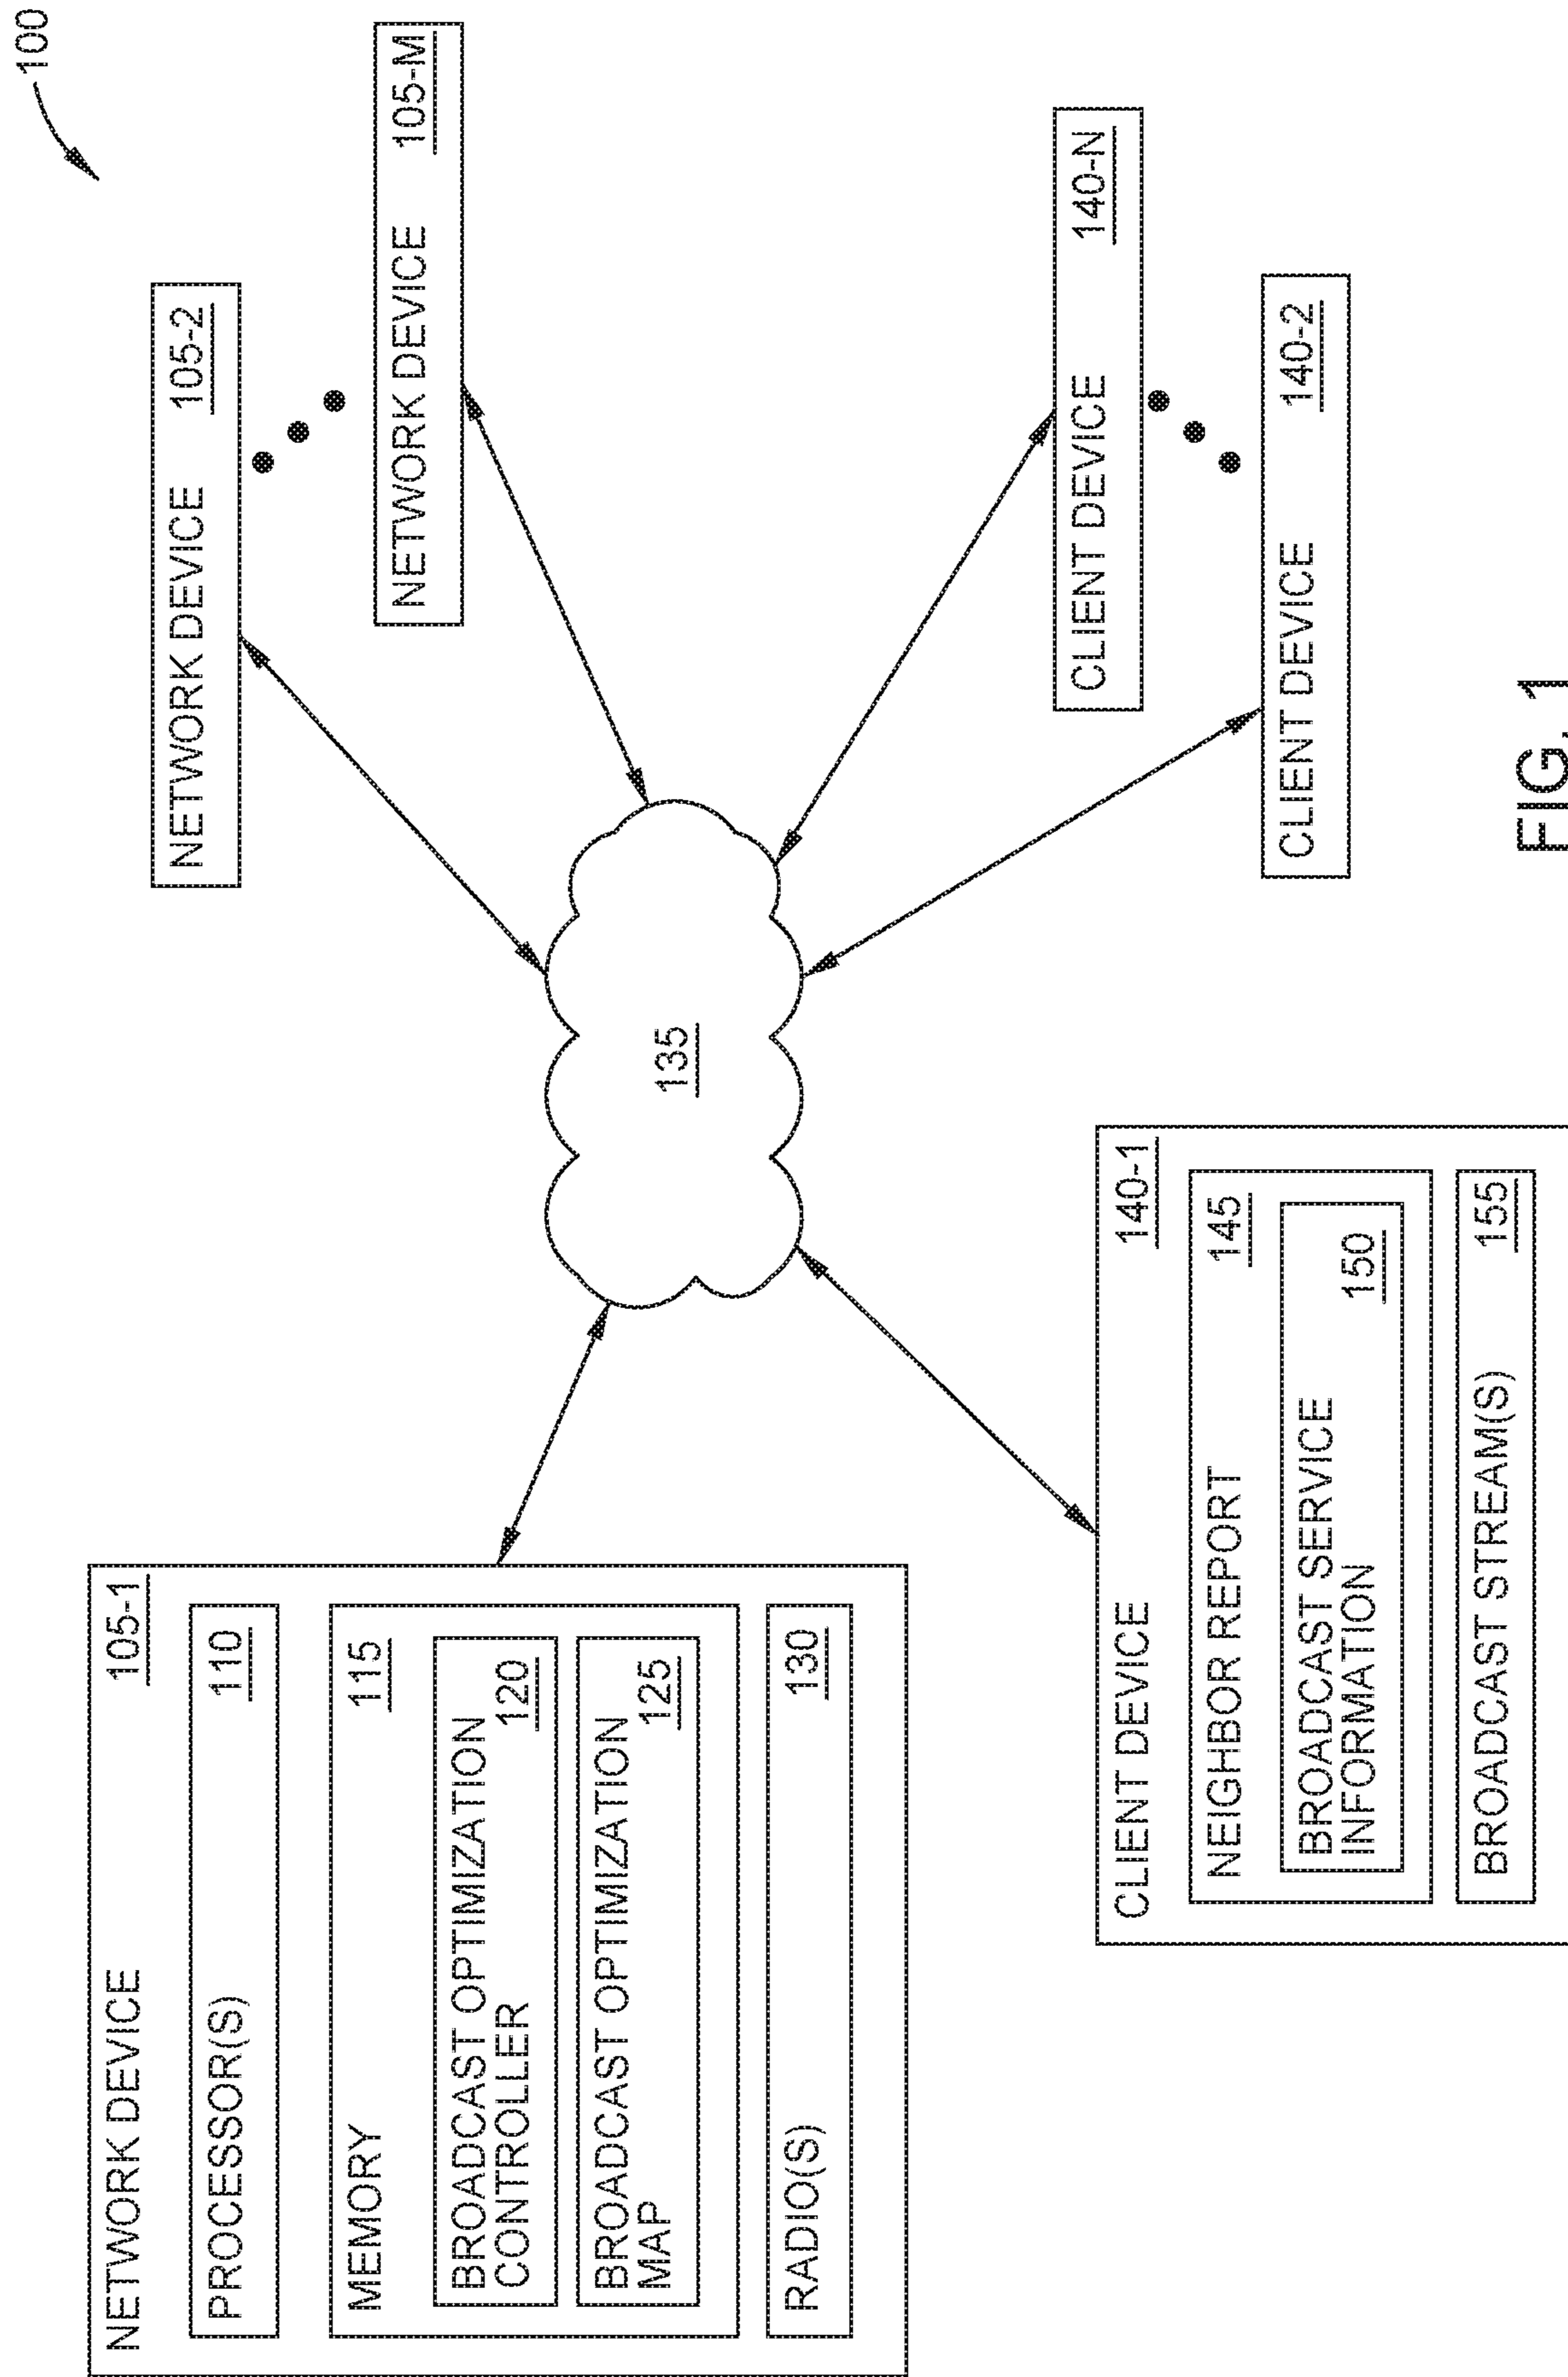 100
NETWORK DEVICE 105-1
PROCESSOR(S) 110
MEMORY 115
BROADCAST OPTIMIZATION
CONTROLLER 120
BROADCAST OPTIMIZATION
MAP 125
RADIO(S) 130
NETWORK DEVICE 105-2
NETWORK DEVICE 105-M
135
CLIENT DEVICE 140-1
NEIGHBOR REPORT 145
BROADCAST SERVICE
INFORMATION 150
BROADCAST STREAM(S) 155
CLIENT DEVICE 140-N
CLIENT DEVICE 140-2
FIG. 1